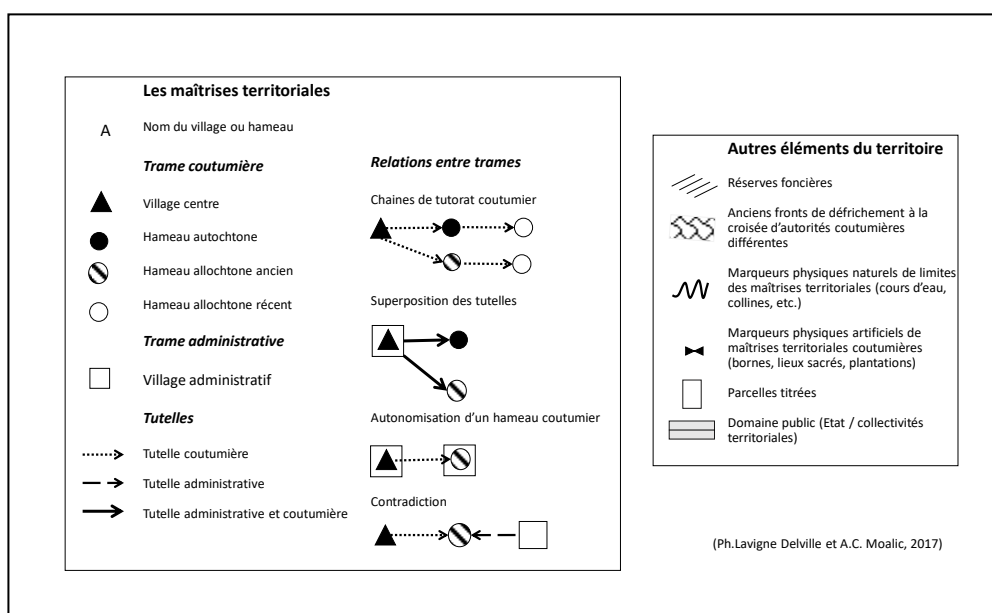 Les maîtrises territoriales
A
Nom du village ou hameau
Trame coutumière
Village centre
Hameau autochtone
Hameau allochtone ancien
Hameau allochtone récent
Trame administrative
Village administratif
Tutelles
Tutelle coutumière
Tutelle administrative
Tutelle administrative et coutumière
Relations entre trames
Chaines de tutorat coutumier
Superposition des tutelles
Autonomisation d'un hameau coutumier
Contradiction
Autres éléments du territoire
Réserves foncières
Anciens fronts de défrichement à la
croisée d'autorités coutumières
différentes
Marqueurs physiques naturels de limites
des maîtrises territoriales (cours d'eau,
collines, etc.)
Marqueurs physiques artificiels de
maîtrises territoriales coutumières
(bornes, lieux sacrés, plantations)
Parcelles titrées
Domaine public (Etat / collectivités
territoriales)
(Ph.Lavigne Delville et A.C. Moalic, 2017)